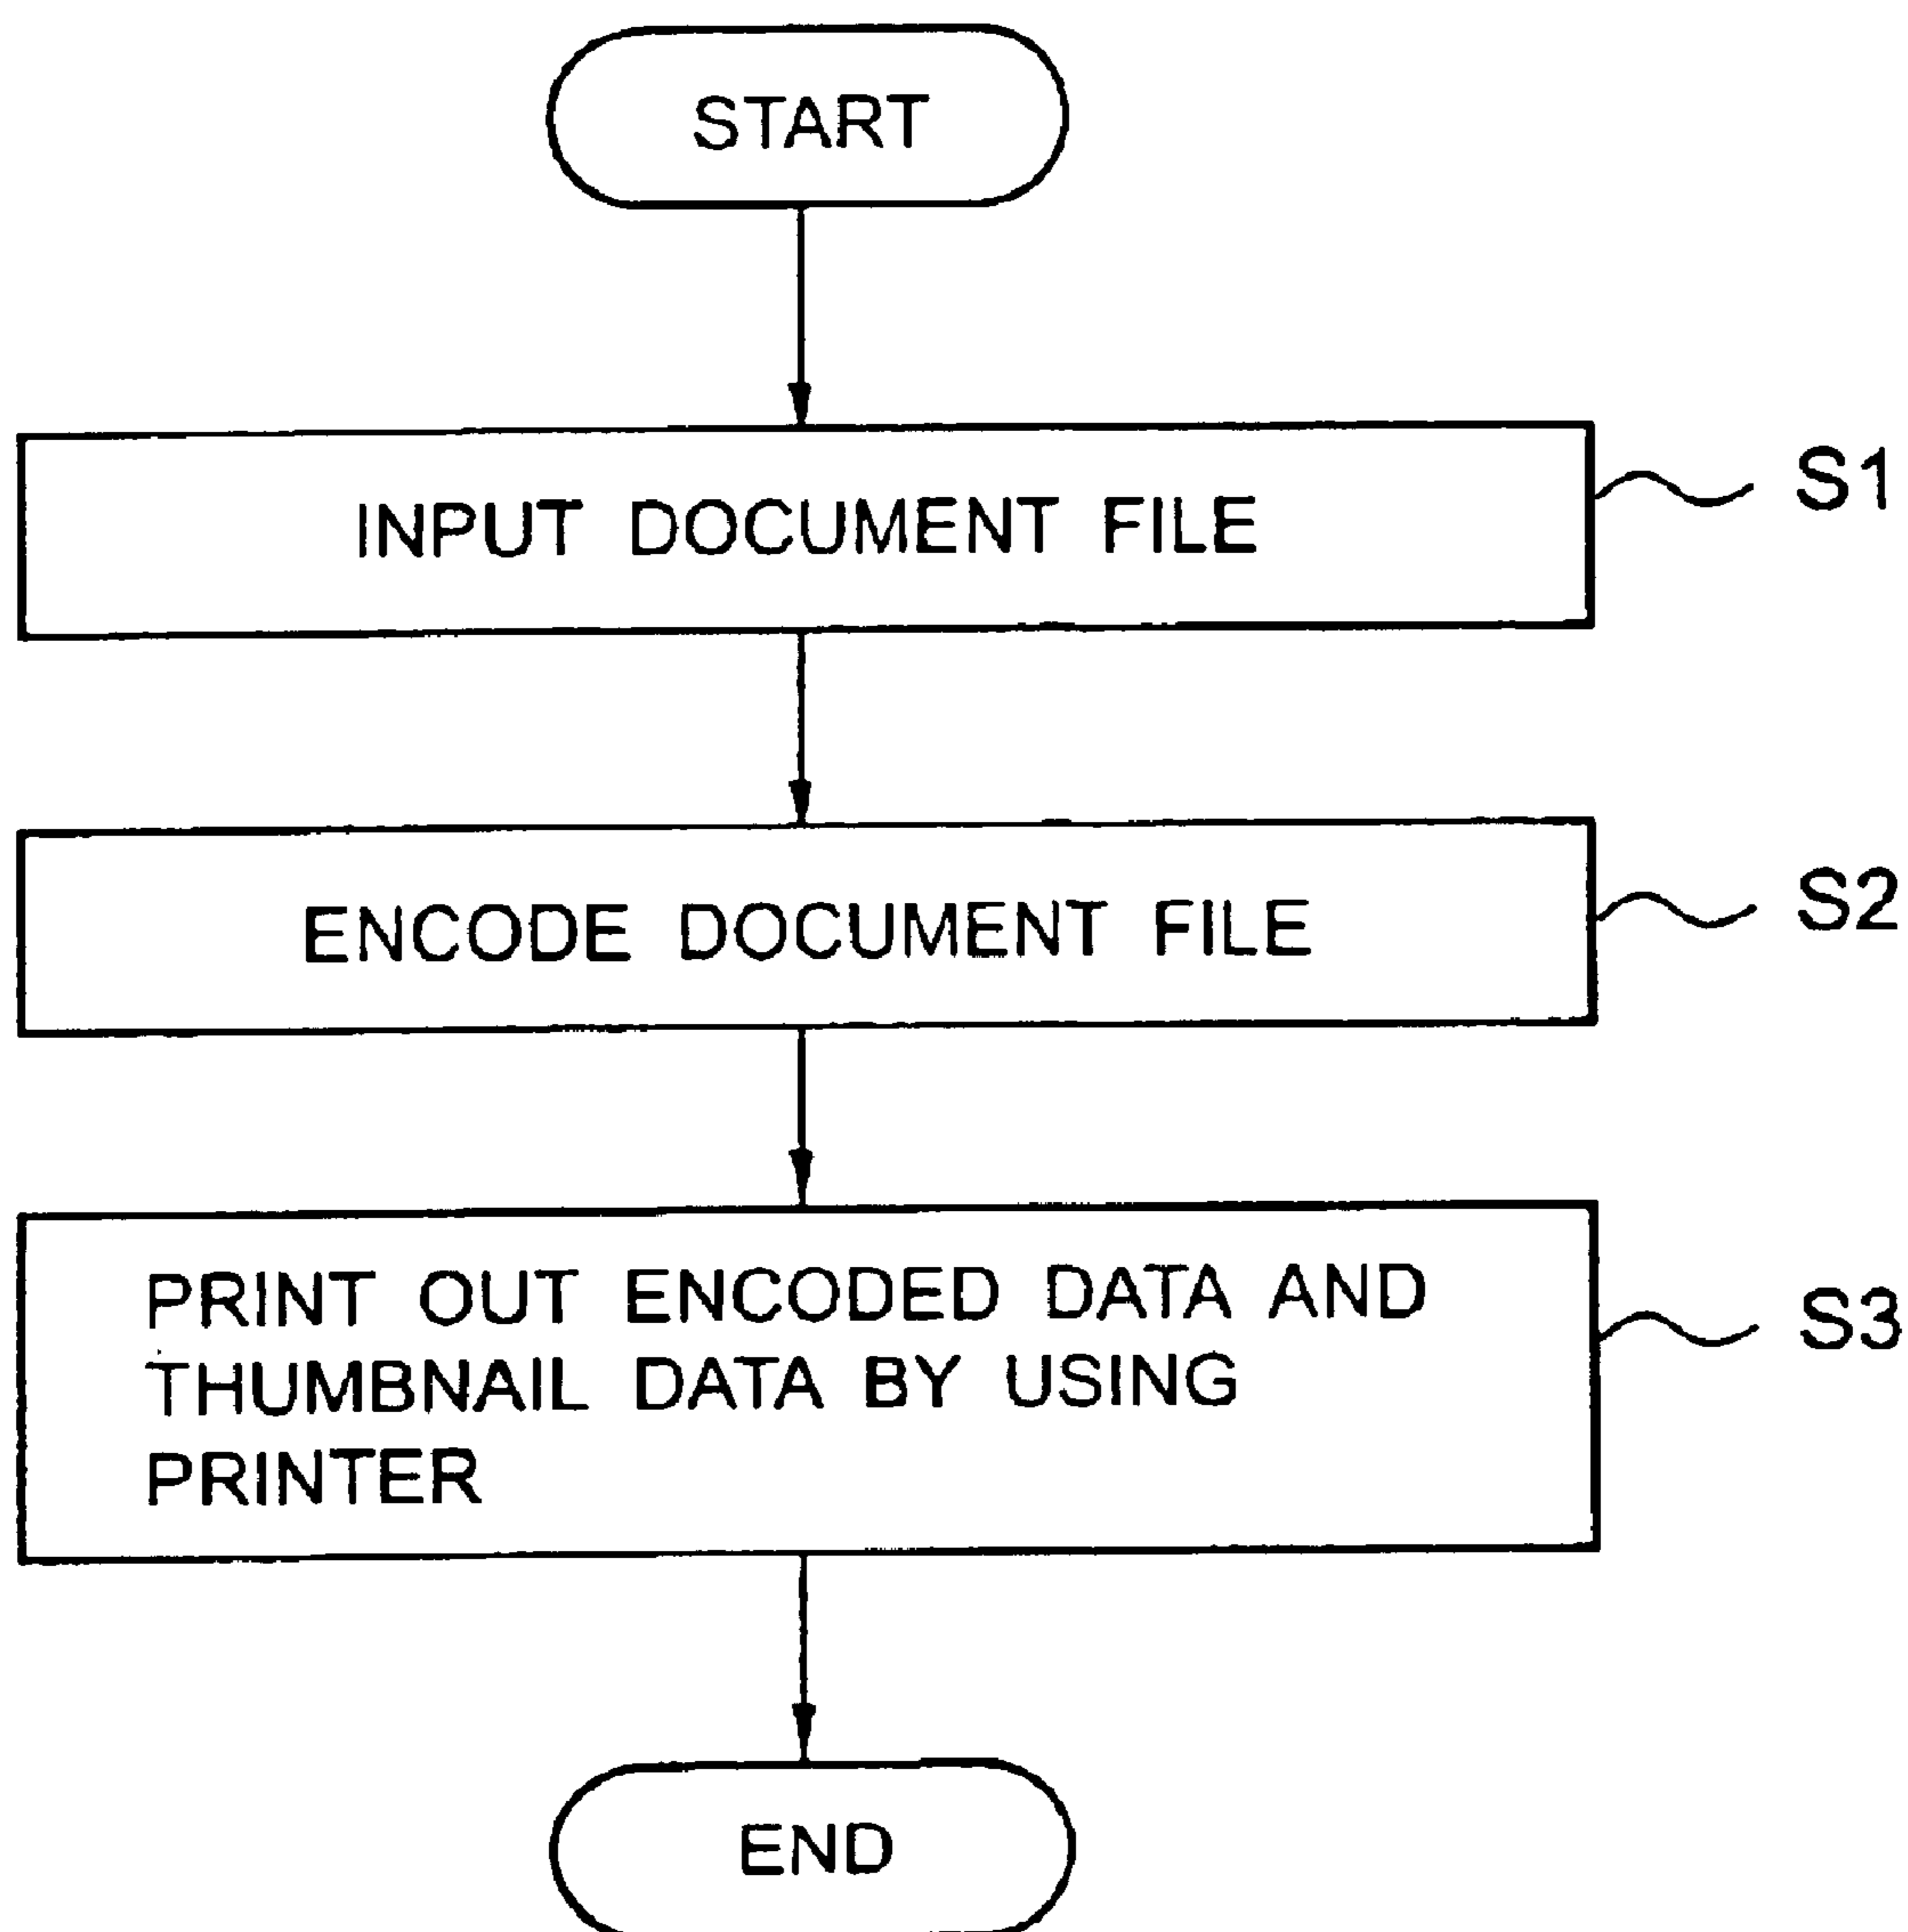 START
INPUT DOCUMENT FILE
S1
ENCODE DOCUMENT FILE
S2
PRINT OUT ENCODED DATA AND
THUMBNAIL DATA BY USING
PRINTER
S3
END